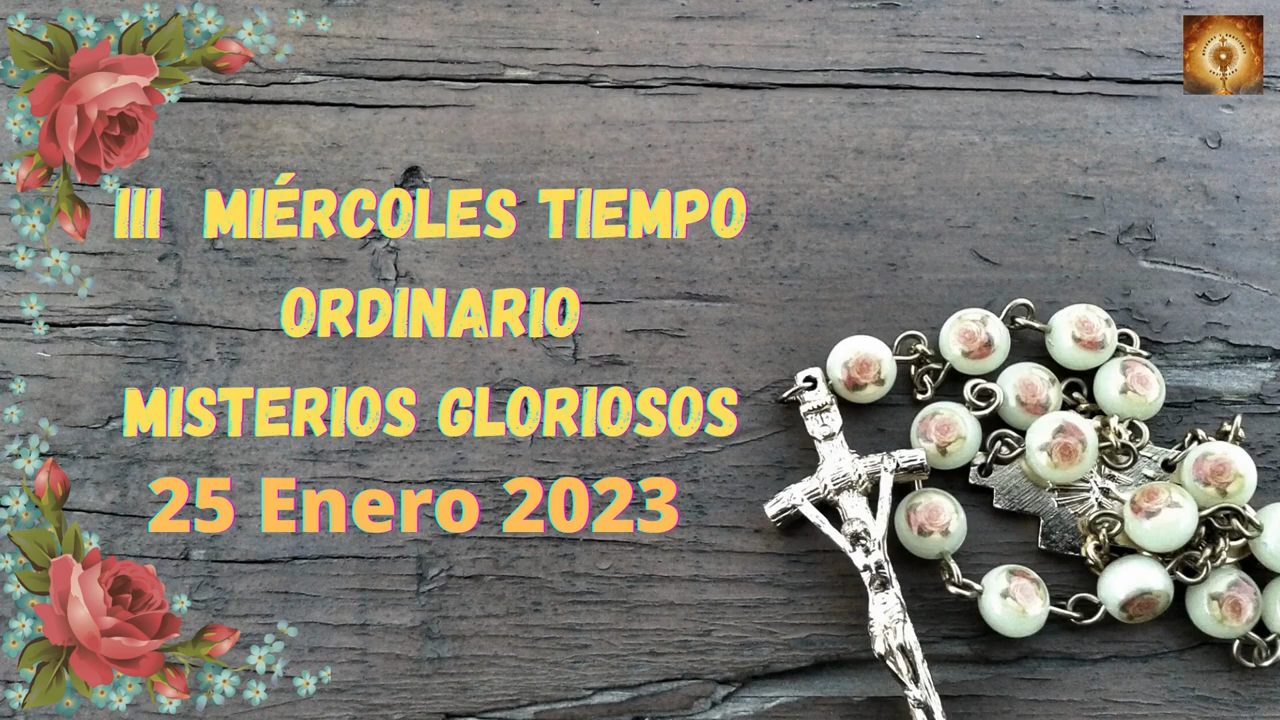 III MIÉRCOLES TIEMPO
ORDINARIO
MISTERIOS GLORIOSOS
25 Enero 2023